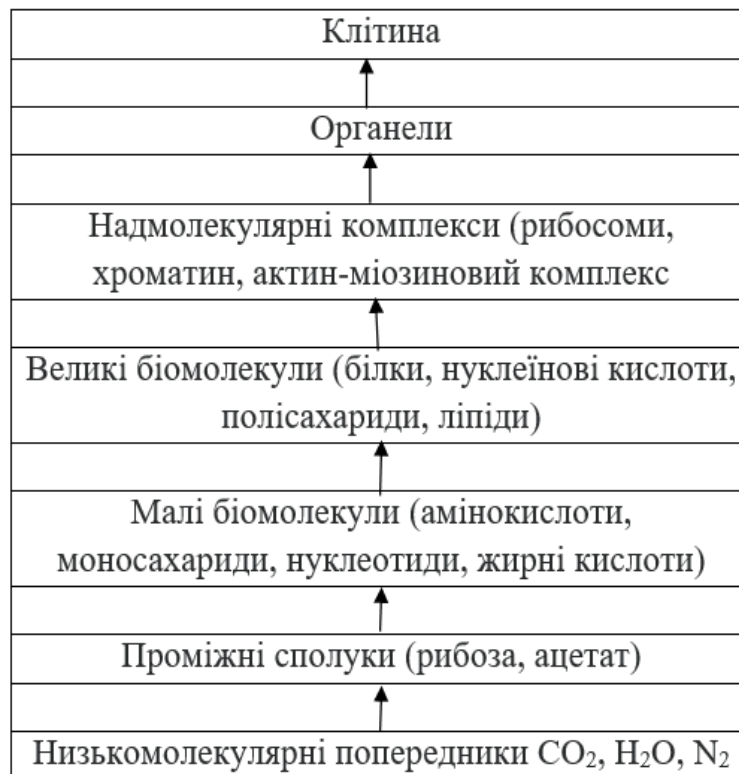 Клітина
Органели
Надмолекулярні комплекси (рибосоми,
хроматин, актин-міозиновий комплекс
Великі біомолекули (білки, нуклеїнові кислоти,
полісахариди, ліпіди)
Малі біомолекули (амінокислоти,
моносахариди, нуклеотиди, жирні кислоти)
Проміжні сполуки (рибоза, ацетат)
Низькомолекулярні попередники CO₂, H₂O, N₂